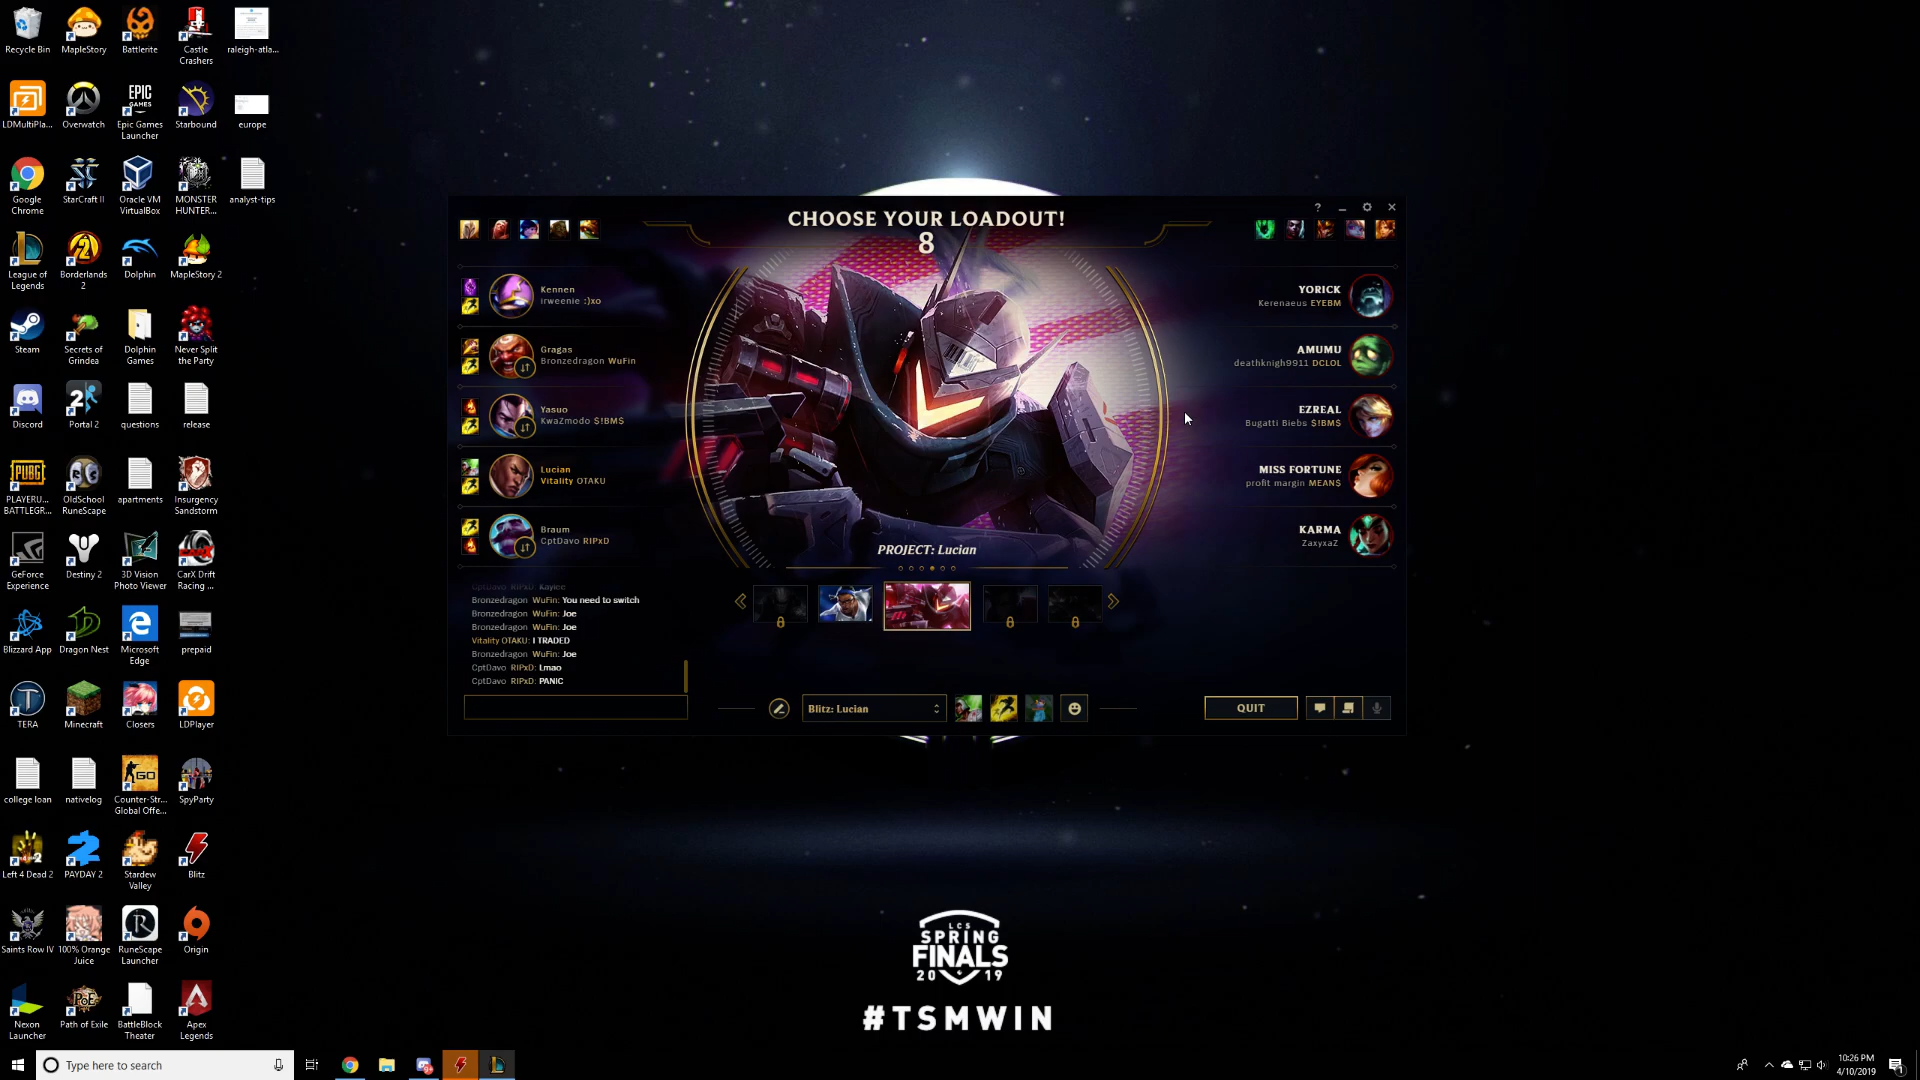 Recycle Bin
MapleStory
Battlerite
Castle
Crashers
raleigh-atla...
LDMultiPla...
Overwatch
Epic Games
Launcher
Starbound
europe
Google
Chrome
StarCraft II
Oracle VM
VirtualBox
MONSTER
HUNTER...
analyst-tips
League of
Legends
Borderlands
2
Dolphin
MapleStory 2
Steam
Secrets of
Grindea
Dolphin
Games
Never Split
the Party
Discord
Portal 2
questions
release
PLAYERU...
BATTLEGR...
OldSchool
RuneScape
apartments
Insurgency
Sandstorm
GeForce
Experience
Destiny 2
3D Vision
Photo Viewer
CarX Drift
Racing ...
Blizzard App
Dragon Nest
Microsoft
Edge
prepaid
TERA
Minecraft
Closers
LDPlayer
college loan
nativelog
Counter-Str...
Global Offe...
SpyParty
Left 4 Dead 2
PAYDAY 2
Stardew
Valley
Blitz
Saints Row IV
100% Orange
Juice
RuneScape
Launcher
Origin
Nexon
Launcher
Path of Exile
BattleBlock
Theater
Apex
Legends
CHOOSE YOUR LOADOUT!
8
Kennen
irweenie :)xo
Gragas
Bronzedragon WuFin
Yasuo
KwaZmodo $!BM$
Lucian
Vitality OTAKU
Braum
CptDavo RIPxD
YORICK
Kerenaeus EYEBM
AMUMU
deathknigh9911 DCLOL
EZREAL
Bugatti Biebs $!BM$
MISS FORTUNE
profit margin MEAN$
KARMA
ZaxyxaZ
PROJECT: Lucian
CptDavo RIPxD: Kaylee
Bronzedragon WuFin: You need to switch
Bronzedragon WuFin: Joe
Bronzedragon WuFin: Joe
Vitality OTAKU: I TRADED
Bronzedragon WuFin: Joe
CptDavo RIPxD: Lmao
CptDavo RIPxD: PANIC
Blitz: Lucian
QUIT
LCS
SPRING
FINALS
2019
#TSMWIN
Type here to search
10:26 PM
4/10/2019